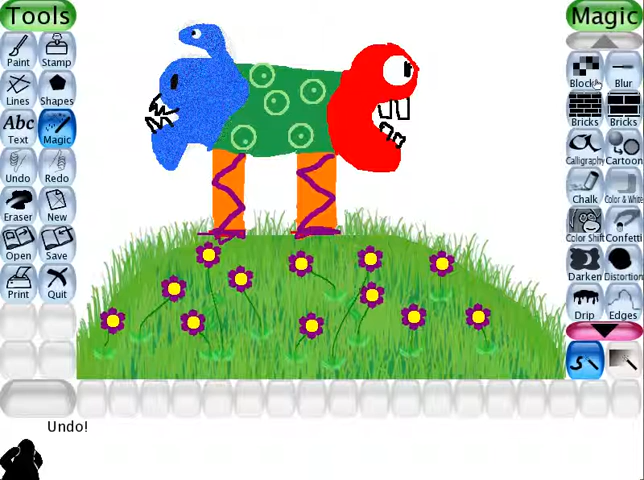 Tools
Magic
Paint
Stamp
Lines
Shapes
Abc
Text
Magic
Undo
Redo
Eraser
New
Open
Save
Print
Quit
Blocks
Blur
Bricks
Bricks
Calligraphy
Cartoon
Chalk
Color & White
Color Shift
Confetti
Darken
Distortion
Drip
Edges
Undo!